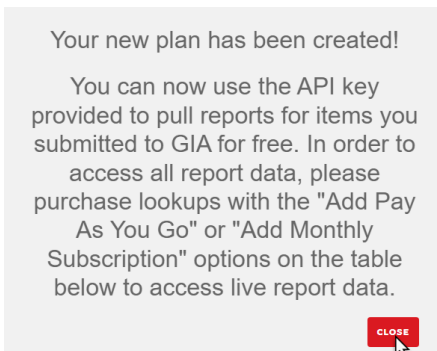 Your new plan has been created!
You can now use the API key
provided to pull reports for items you
submitted to GIA for free. In order to
access all report data, please
purchase lookups with the "Add Pay
As You Go" or "Add Monthly
Subscription" options on the table
below to access live report data.
CLOSE